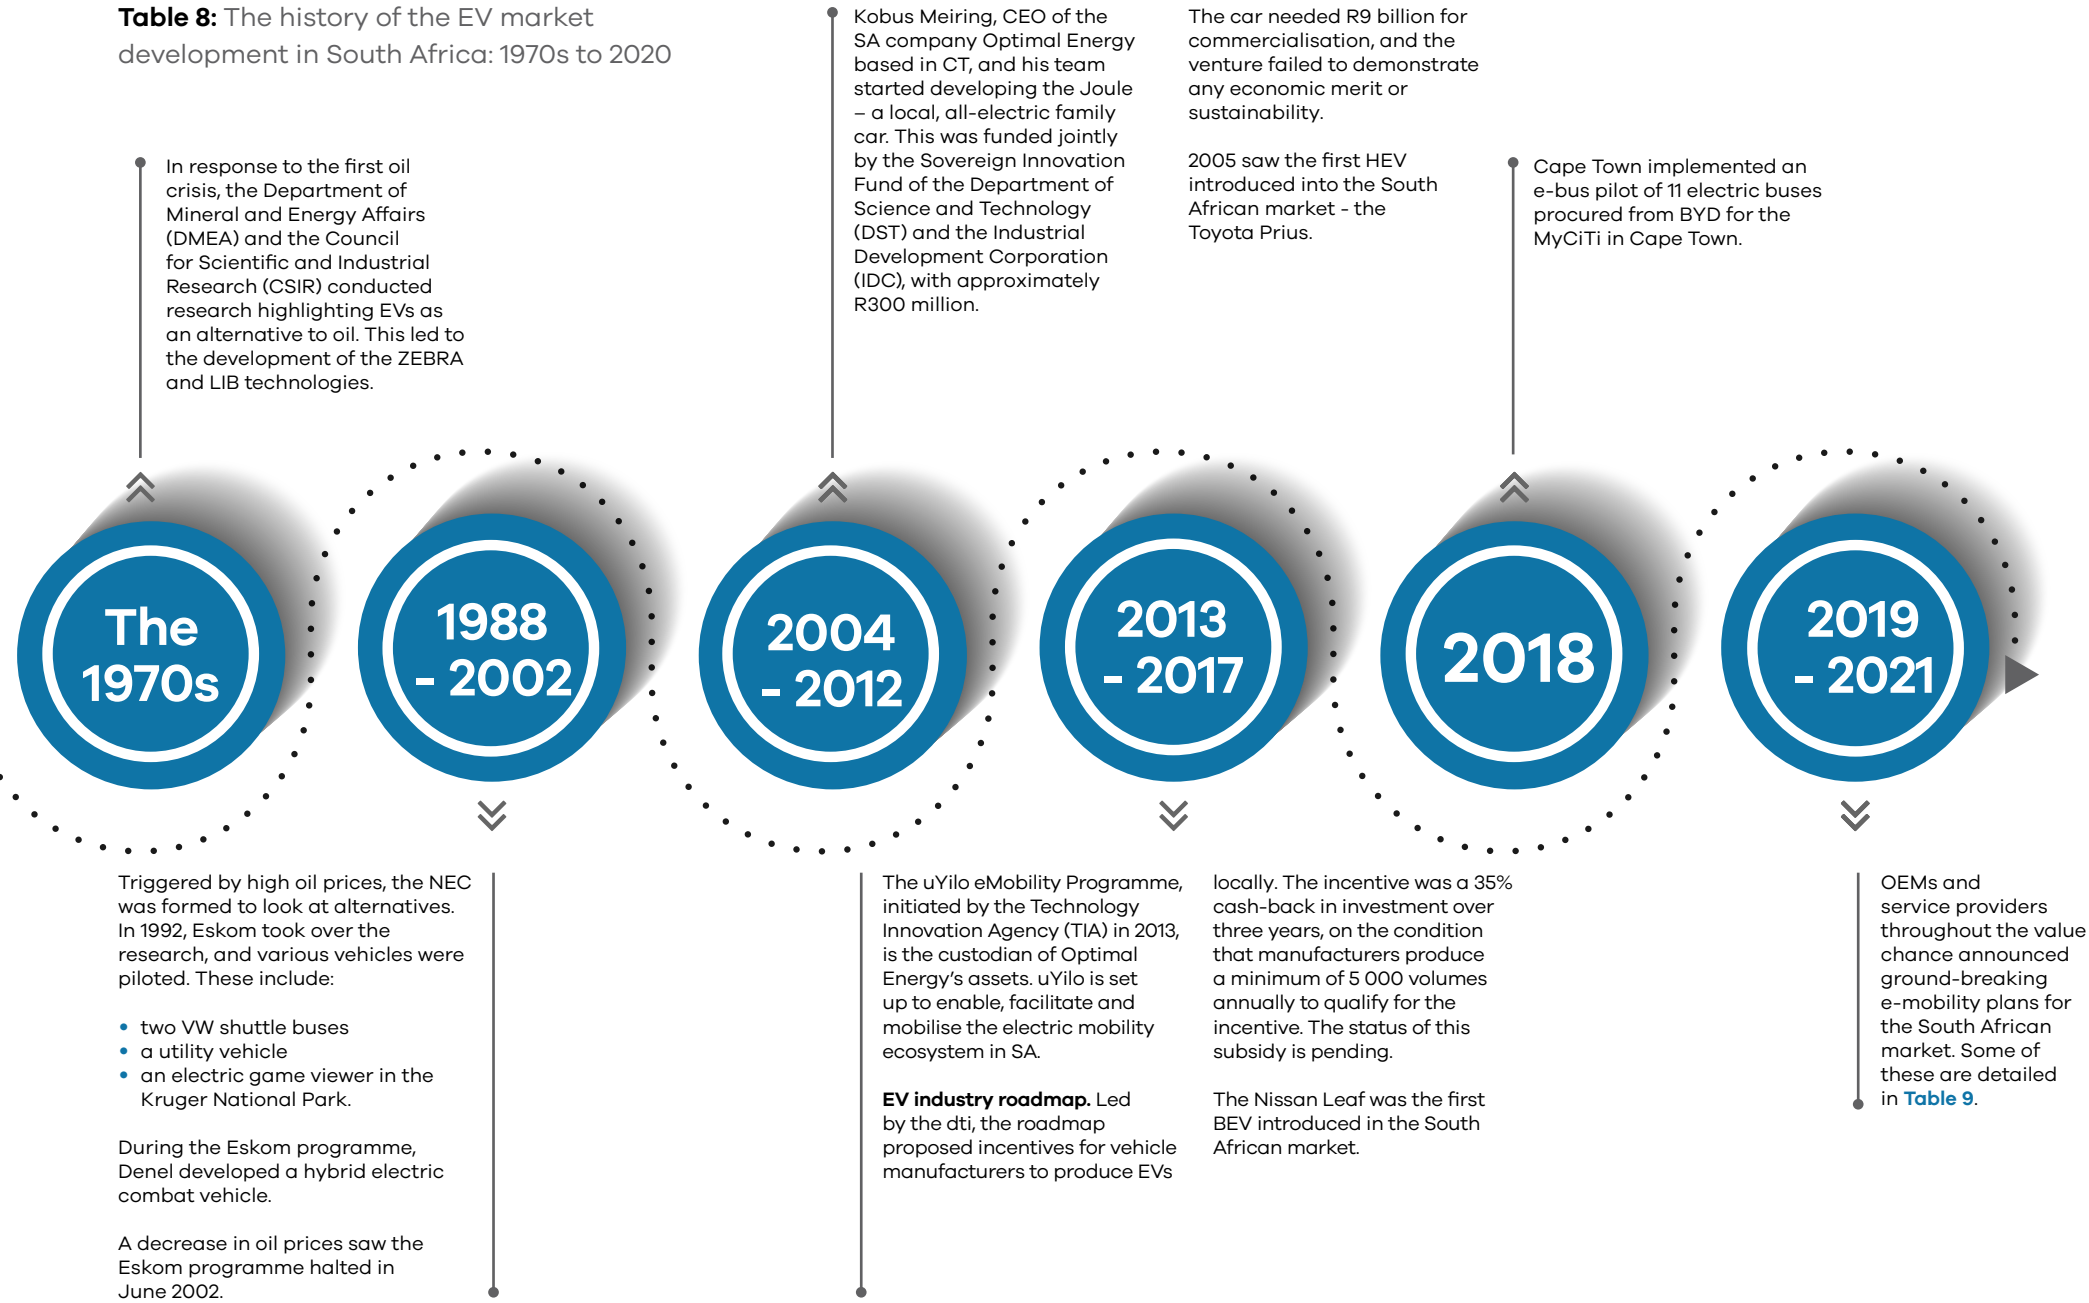 Table 8: The history of the EV market
development in South Africa: 1970s to 2020
In response to the first oil
crisis, the Department of
Mineral and Energy Affairs
(DMEA) and the Council
for Scientific and Industrial
Research (CSIR) conducted
research highlighting EVs as
an alternative to oil. This led to
the development of the ZEBRA
and LIB technologies.
Kobus Meiring, CEO of the
SA company Optimal Energy
based in CT, and his team
started developing the Joule
– a local, all-electric family
car. This was funded jointly
by the Sovereign Innovation
Fund of the Department of
Science and Technology
(DST) and the Industrial
Development Corporation
(IDC), with approximately
R300 million.
The car needed R9 billion for
commercialisation, and the
venture failed to demonstrate
any economic merit or
sustainability.
2005 saw the first HEV
introduced into the South
African market - the
Toyota Prius.
Cape Town implemented an
e-bus pilot of 11 electric buses
procured from BYD for the
MyCiTi in Cape Town.
The
1970s
1988
- 2002
2004
- 2012
2013
- 2017
2018
2019
- 2021
Triggered by high oil prices, the NEC
was formed to look at alternatives.
In 1992, Eskom took over the
research, and various vehicles were
piloted. These include:
• two VW shuttle buses
• a utility vehicle
• an electric game viewer in the
Kruger National Park.
During the Eskom programme,
Denel developed a hybrid electric
combat vehicle.
A decrease in oil prices saw the
Eskom programme halted in
June 2002.
The uYilo eMobility Programme,
initiated by the Technology
Innovation Agency (TIA) in 2013,
is the custodian of Optimal
Energy's assets. uYilo is set
up to enable, facilitate and
mobilise the electric mobility
ecosystem in SA.
EV industry roadmap. Led
by the dti, the roadmap
proposed incentives for vehicle
manufacturers to produce EVs
locally. The incentive was a 35%
cash-back in investment over
three years, on the condition
that manufacturers produce
a minimum of 5 000 volumes
annually to qualify for the
incentive. The status of this
subsidy is pending.
The Nissan Leaf was the first
BEV introduced in the South
African market.
OEMs and
service providers
throughout the value
chance announced
ground-breaking
e-mobility plans for
the South African
market. Some of
these are detailed
in Table 9.